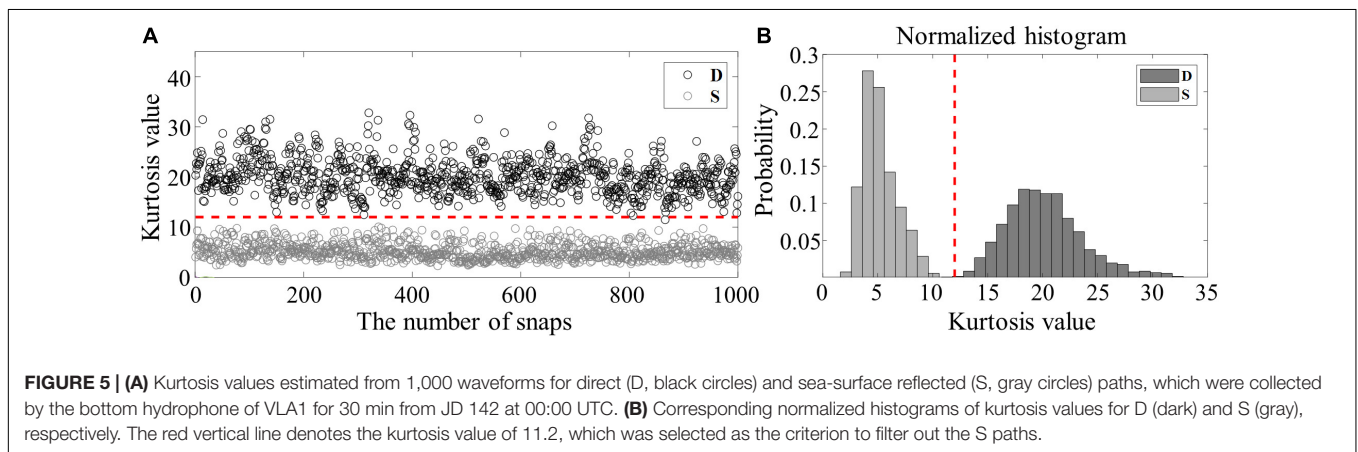 A
Kurtosis value
40
30
20
10
0
D
S
0 200 400 600 800 1000
The number of snaps
B
Normalized histogram
Probability
0.3
0.25
0.2
0.15
0.1
0.05
D
S
0 5 10 15 20 25 30 35
Kurtosis value
FIGURE 5 | (A) Kurtosis values estimated from 1,000 waveforms for direct (D, black circles) and sea-surface reflected (S, gray circles) paths, which were collected
by the bottom hydrophone of VLA1 for 30 min from JD 142 at 00:00 UTC. (B) Corresponding normalized histograms of kurtosis values for D (dark) and S (gray),
respectively. The red vertical line denotes the kurtosis value of 11.2, which was selected as the criterion to filter out the S paths.